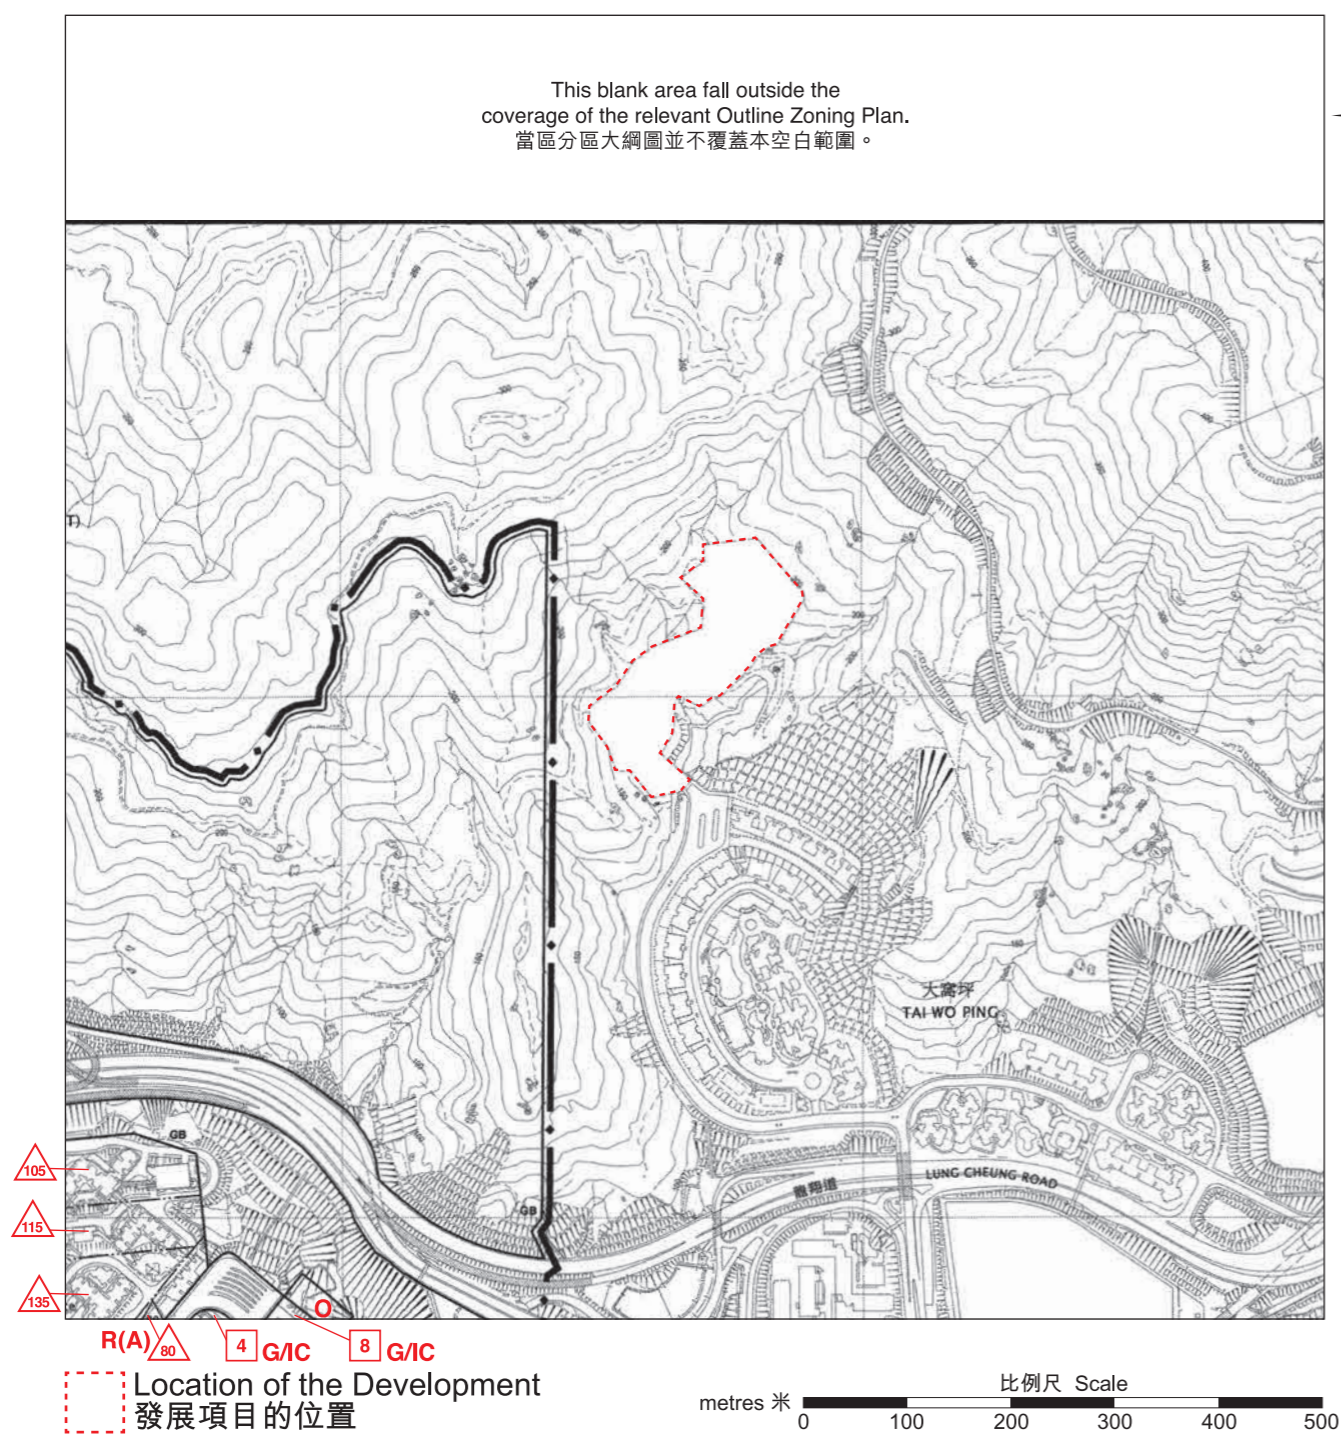 This blank area fall outside the
coverage of the relevant Outline Zoning Plan.
當區分區大綱圖並不覆蓋本空白範圍。
T)
大窩坪
TAI WO PING
GB
105
龍翔道
LUNG CHEUNG ROAD
GB
115
135
O
R(A)
80
4
G/IC
8
G/IC
Location of the Development
發展項目的位置
比例尺 Scale
metres 米
0 100 200 300 400 500